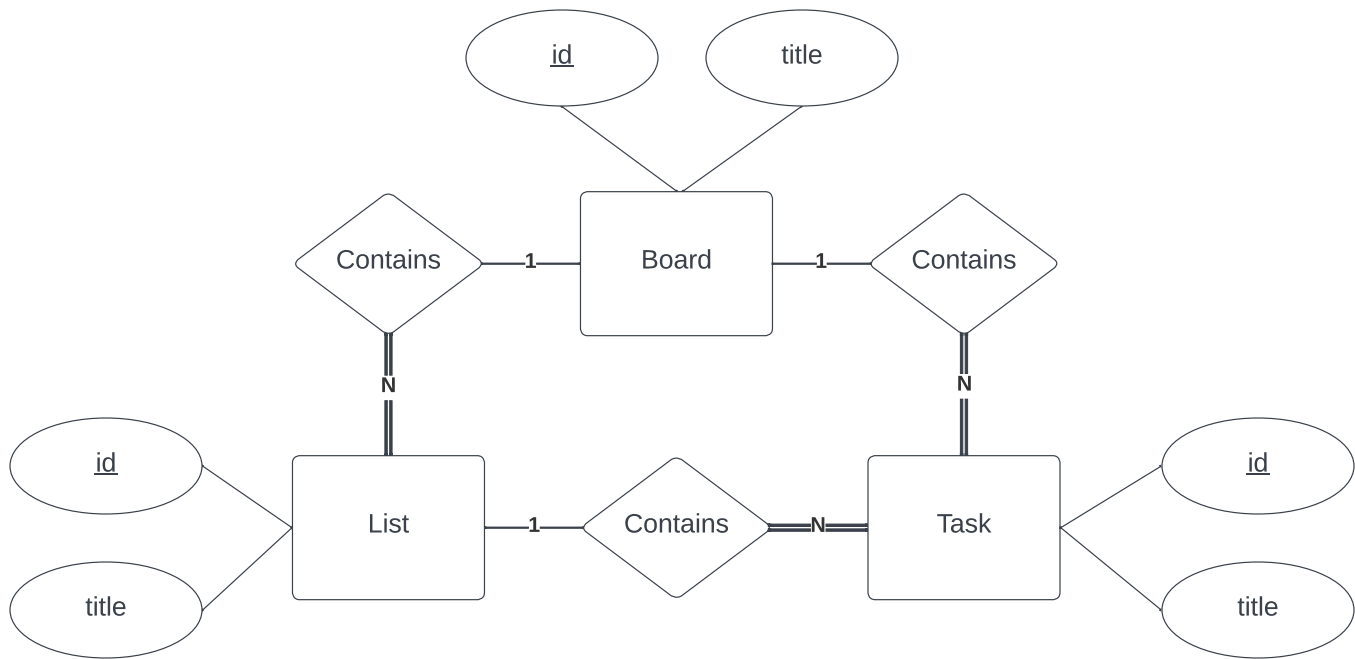 id
title
Contains
1
Board
1
Contains
N
N
id
title
List
1
Contains
N
Task
id
title